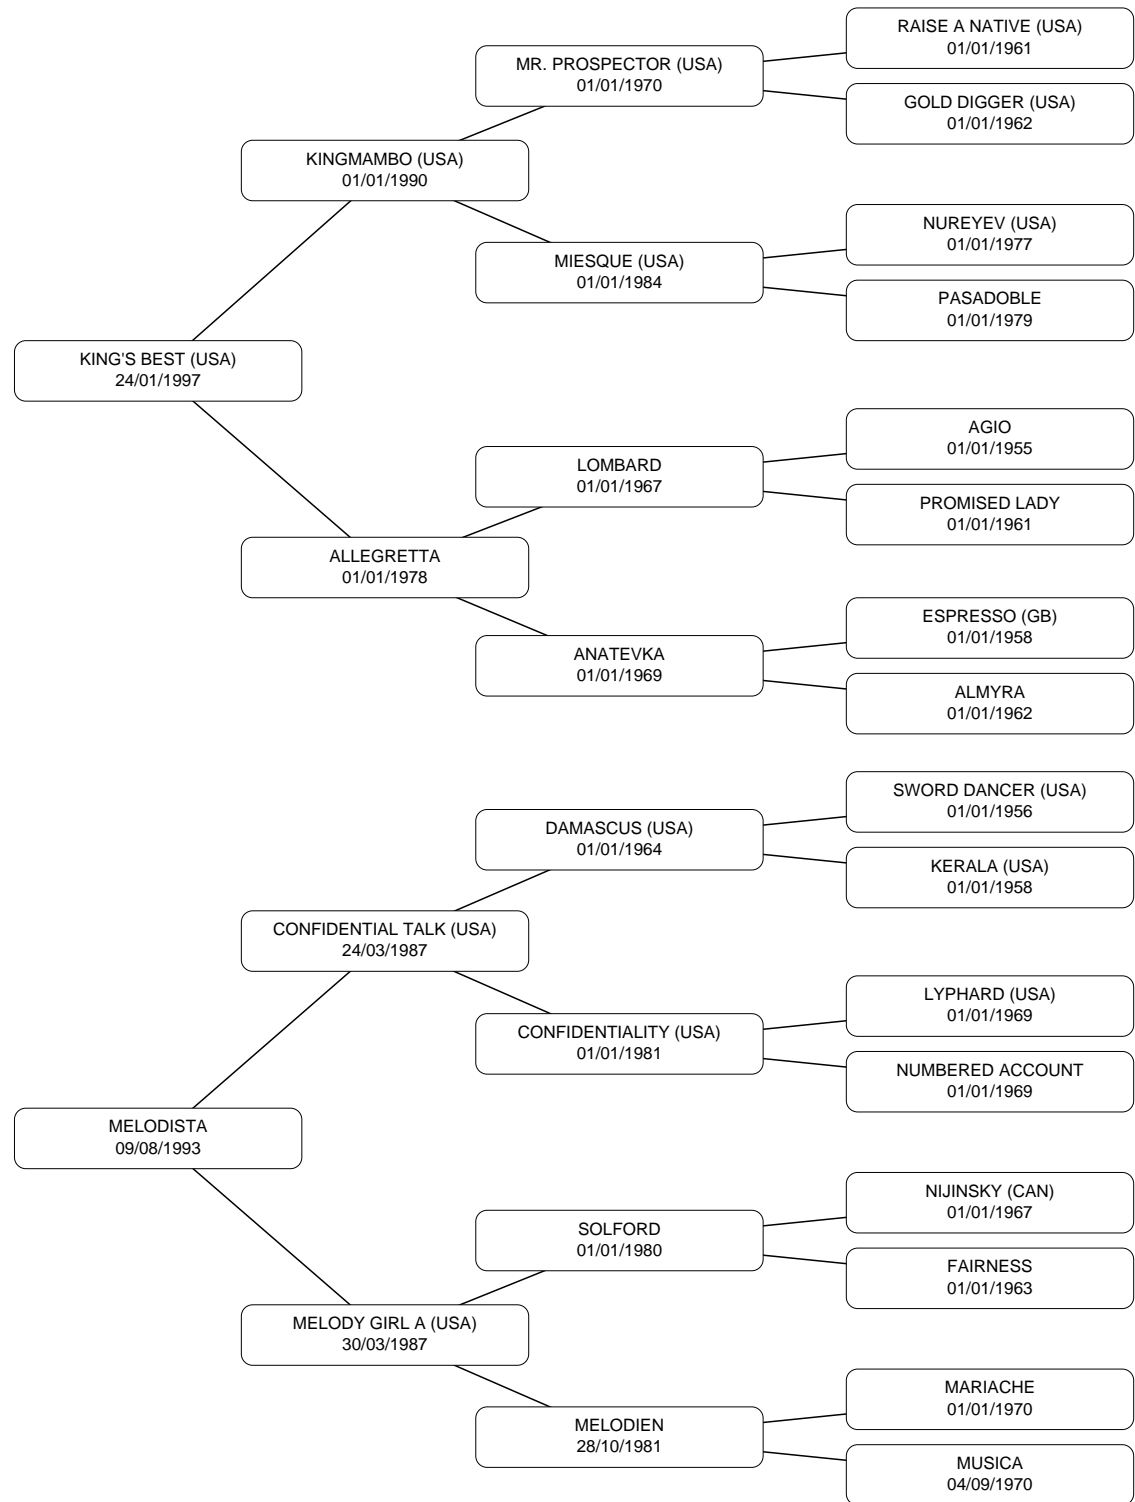 RAISE A NATIVE (USA)
01/01/1961
MR. PROSPECTOR (USA)
01/01/1970
GOLD DIGGER (USA)
01/01/1962
KINGMAMBO (USA)
01/01/1990
NUREYEV (USA)
01/01/1977
MIESQUE (USA)
01/01/1984
PASADOBLE
01/01/1979
KING'S BEST (USA)
24/01/1997
AGIO
01/01/1955
LOMBARD
01/01/1967
PROMISED LADY
01/01/1961
ALLEGRETTA
01/01/1978
ESPRESSO (GB)
01/01/1958
ANATEVKA
01/01/1969
ALMYRA
01/01/1962
SWORD DANCER (USA)
01/01/1956
DAMASCUS (USA)
01/01/1964
KERALA (USA)
01/01/1958
CONFIDENTIAL TALK (USA)
24/03/1987
LYPHARD (USA)
01/01/1969
CONFIDENTIALITY (USA)
01/01/1981
NUMBERED ACCOUNT
01/01/1969
MELODISTA
09/08/1993
NIJINSKY (CAN)
01/01/1967
SOLFORD
01/01/1980
FAIRNESS
01/01/1963
MELODY GIRL A (USA)
30/03/1987
MARIACHE
01/01/1970
MELODIEN
28/10/1981
MUSICA
04/09/1970